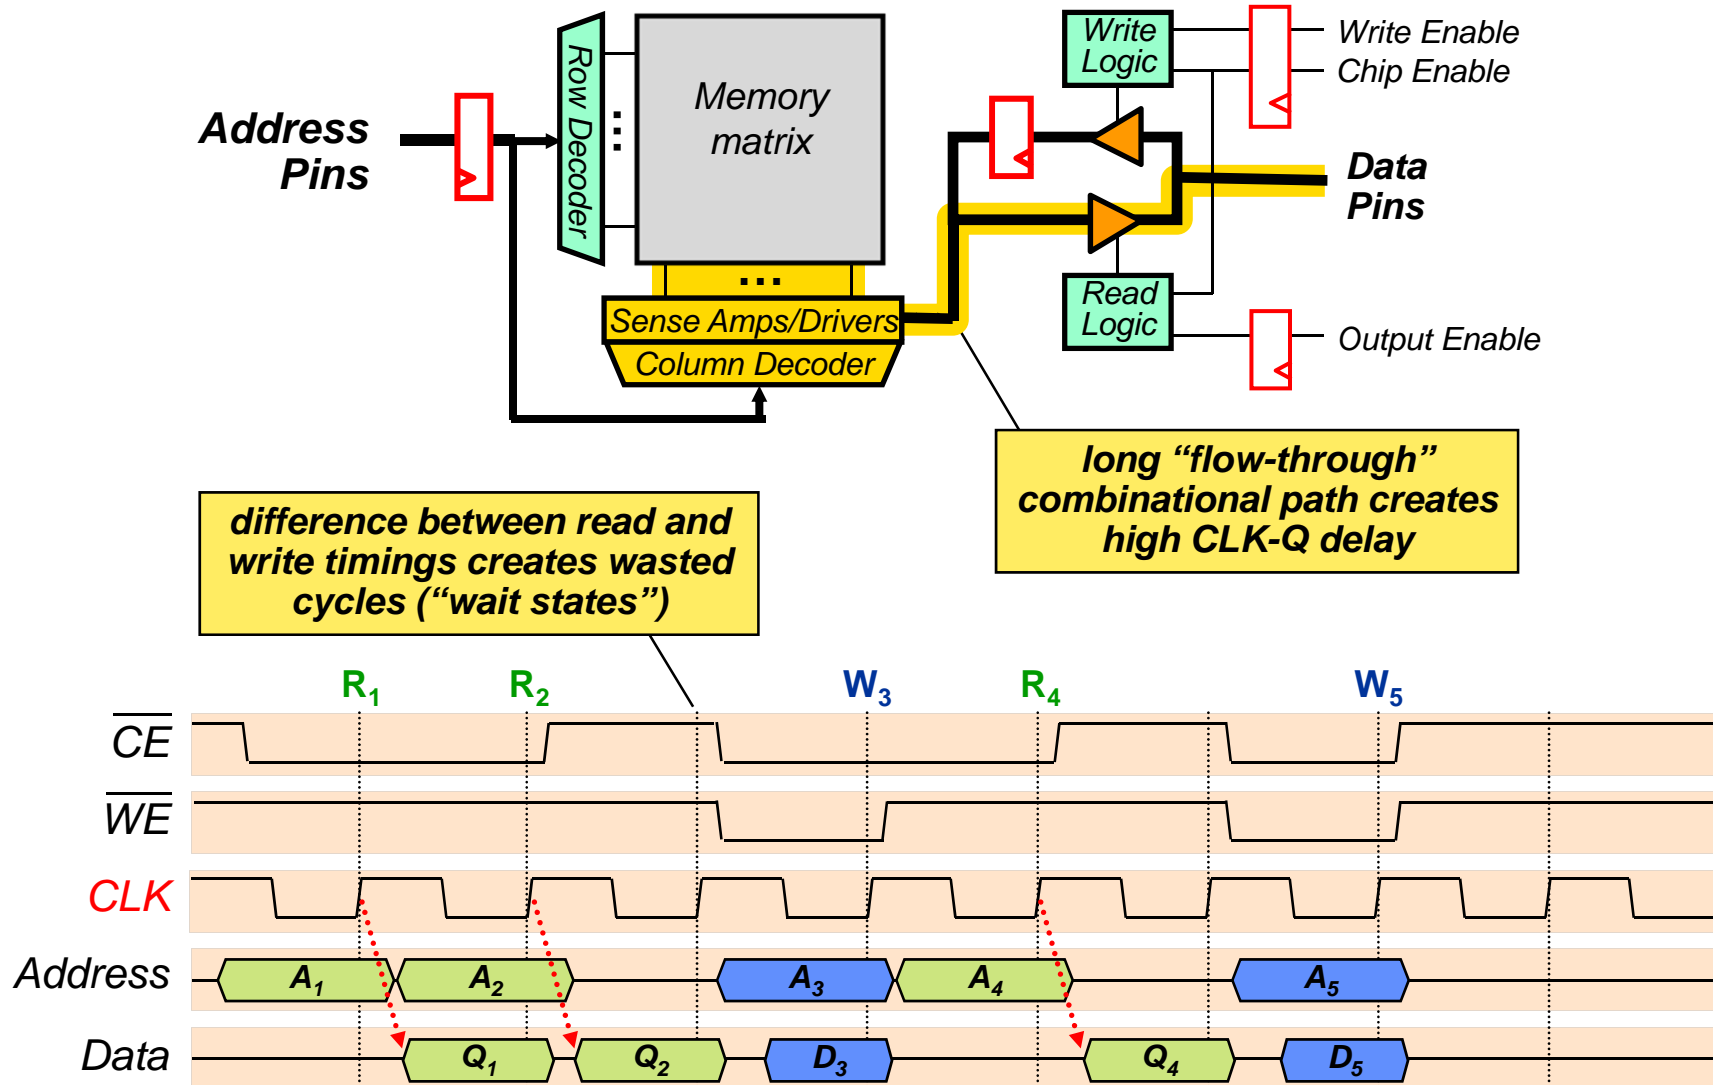 Write
Logic
Write Enable
Chip Enable
Row Decoder
Memory
matrix
...
Address
Pins
Data
Pins
...
Sense Amps/Drivers
Column Decoder
Read
Logic
Output Enable
long “flow-through”
combinational path creates
high CLK-Q delay
difference between read and
write timings creates wasted
cycles (“wait states”)
R1 R2 W3 R4 W5
CE
WE
CLK
Address A1 A2 A3 A4 A5
Data Q1 Q2 D3 Q4 D5